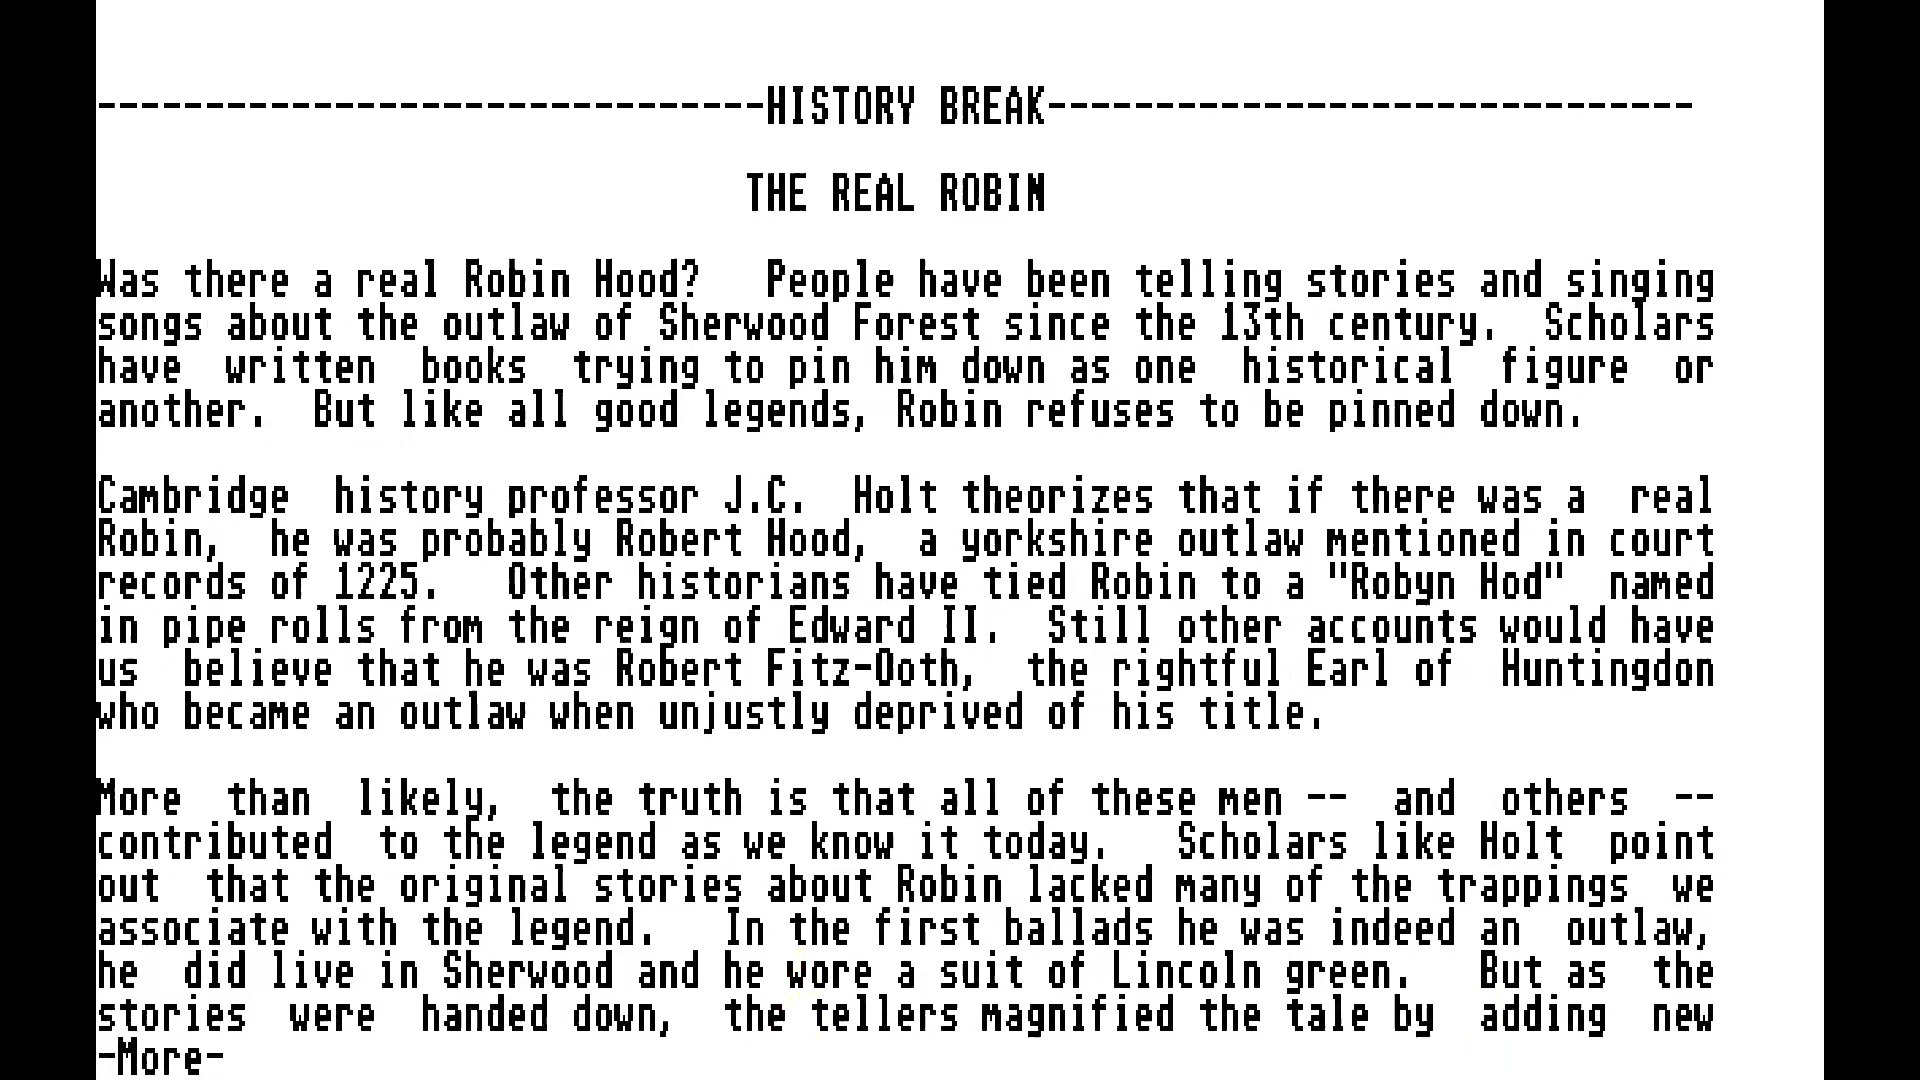 -------------------------------HISTORY BREAK------------------------------
THE REAL ROBIN
Was there a real Robin Hood?   People have been telling stories and singing
songs about the outlaw of Sherwood Forest since the 13th century.  Scholars
have  written  books  trying to pin him down as one  historical  figure  or
another.  But like all good legends, Robin refuses to be pinned down.
Cambridge  history professor J.C.  Holt theorizes that if there was a  real
Robin,  he was probably Robert Hood,  a yorkshire outlaw mentioned in court
records of 1225.   Other historians have tied Robin to a "Robyn Hod"  named
in pipe rolls from the reign of Edward II.  Still other accounts would have
us  believe that he was Robert Fitz-Ooth,  the rightful Earl of  Huntingdon
who became an outlaw when unjustly deprived of his title.
More  than  likely,  the truth is that all of these men --  and  others  --
contributed  to the legend as we know it today.   Scholars like Holt  point
out  that the original stories about Robin lacked many of the trappings  we
associate with the legend.   In the first ballads he was indeed an  outlaw,
he  did live in Sherwood and he wore a suit of Lincoln green.   But as  the
stories  were  handed down,  the tellers magnified the tale by  adding  new
-More-